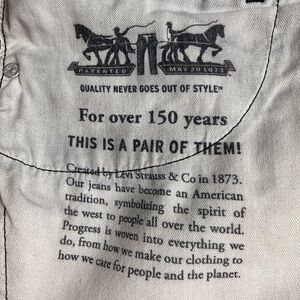 PATENTED MAY 20 1873
QUALITY NEVER GOES OUT OF STYLE™
For over 150 years
THIS IS A PAIR OF THEM!
Created by Levi Strauss & Co in 1873.
Our jeans have become an American
tradition, symbolizing the spirit of
the west to people all over the world.
Progress is woven into everything we
do, from how we make our clothing to
how we care for people and the planet.